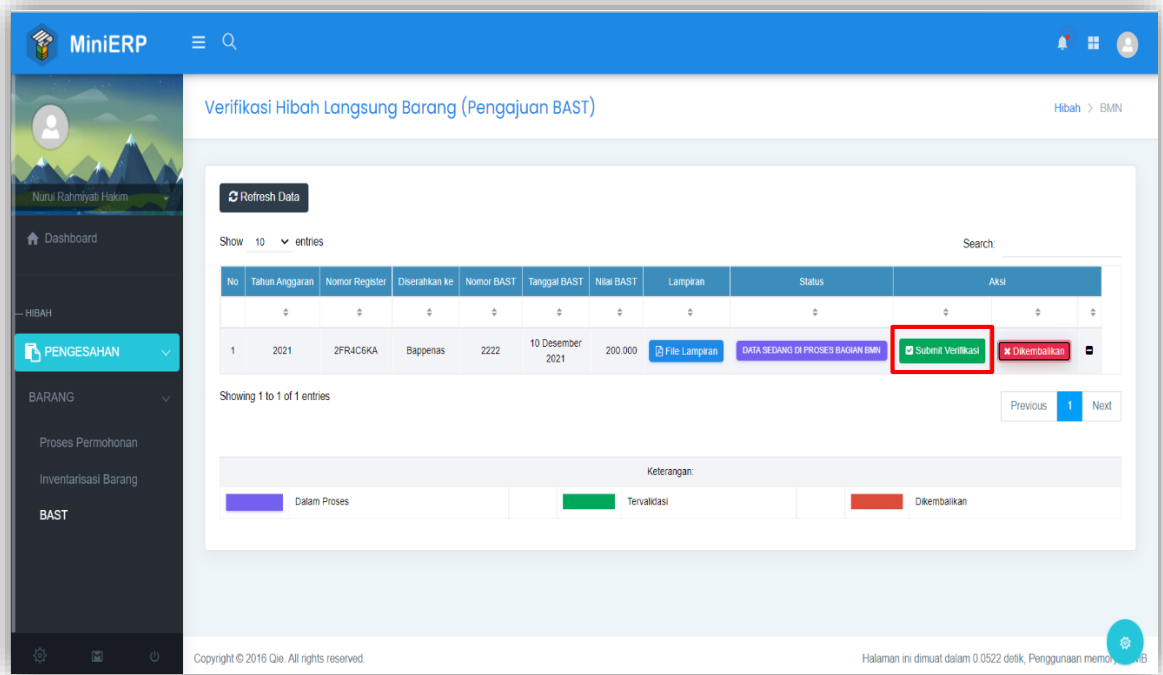 MiniERP
Verifikasi Hibah Langsung Barang (Pengajuan BAST)
Hibah > BMN
Nurul Rahmiyati Hakim
Dashboard
HIBAH
PENGESAHAN
BARANG
Proses Permohonan
Inventarisasi Barang
BAST
Refresh Data
Show 10 entries
Search:
No Tahun Anggaran Nomor Register Diserahkan ke Nomor BAST Tanggal BAST Nilai BAST Lampiran Status Aksi
1 2021 2FR4C6KA Bappenas 2222 10 Desember 2021 200.000 File Lampiran DATA SEDANG DI PROSES BAGIAN BMN Submit Verifikasi Dikembalikan
Showing 1 to 1 of 1 entries
Previous 1 Next
Keterangan:
Dalam Proses Tervalidasi Dikembalikan
Copyright © 2016 Qie. All rights reserved.
Halaman ini dimuat dalam 0.0522 detik, Penggunaan